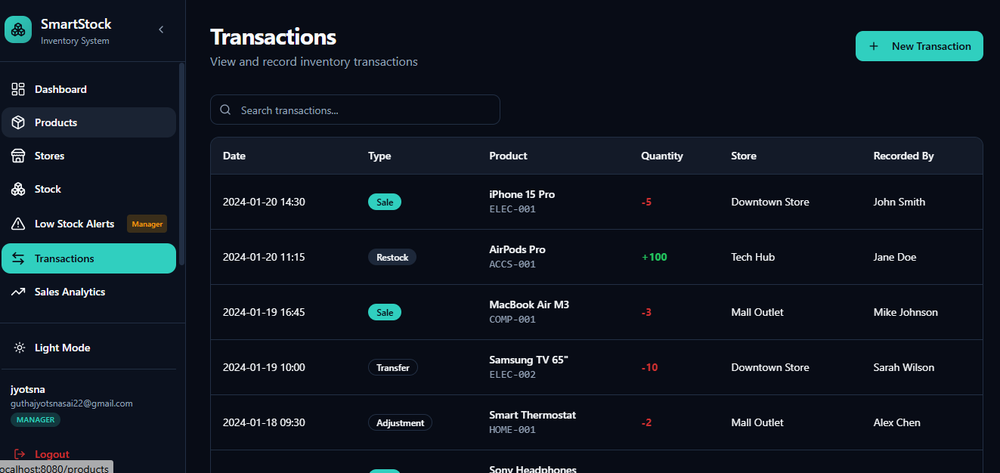 SmartStock
Inventory System
Dashboard
Products
Stores
Stock
Low Stock Alerts Manager
Transactions
Sales Analytics
Light Mode
jyotsna
guthajyotsnasai22@gmail.com
MANAGER
Logout
ocalhost:8080/products
Transactions
View and record inventory transactions
+ New Transaction
Search transactions...
Date Type Product Quantity Store Recorded By
2024-01-20 14:30 Sale iPhone 15 Pro -5 Downtown Store John Smith
ELEC-001
2024-01-20 11:15 Restock AirPods Pro +100 Tech Hub Jane Doe
ACCS-001
2024-01-19 16:45 Sale MacBook Air M3 -3 Mall Outlet Mike Johnson
COMP-001
2024-01-19 10:00 Transfer Samsung TV 65" -10 Downtown Store Sarah Wilson
ELEC-002
2024-01-18 09:30 Adjustment Smart Thermostat -2 Mall Outlet Alex Chen
HOME-001
Sony Headphones